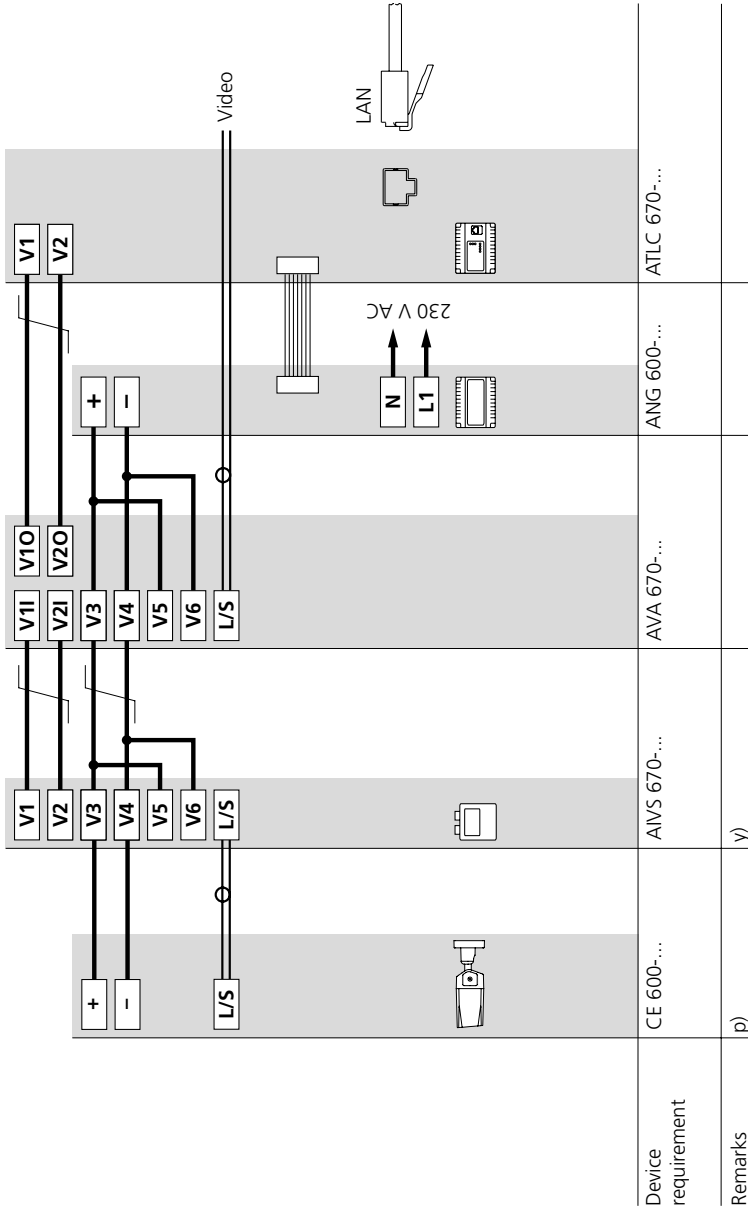 V1 V1I V1O V1
V2 V2I V2O V2
+ V3 V3 +
– V4 V4 –
V5 V5
V6 V6
L/S L/S L/S Video
LAN
N
230 V AC
L1
Device requirement
CE 600-...
AIVS 670-...
AVA 670-...
ANG 600-...
ATLC 670-...
Remarks
p)
y)